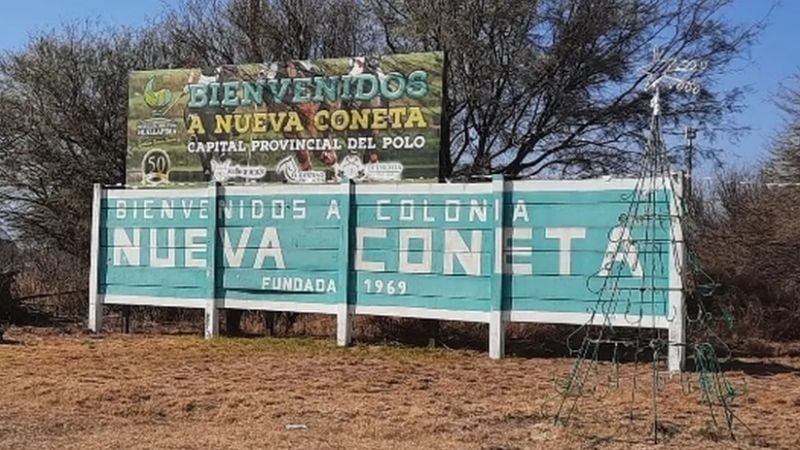 BIENVENIDOS
A NUEVA CONETA
CAPITAL PROVINCIAL DEL POLO
50
BIENVENIDOS A COLONIA
NUEVA CONETA
FUNDADA 1969